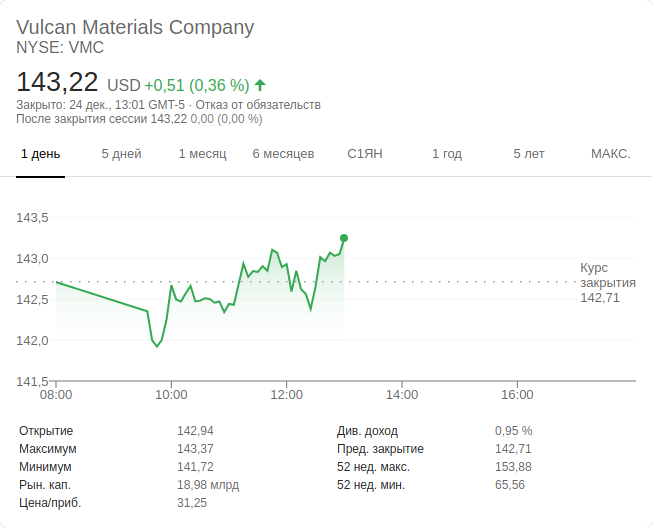 Vulcan Materials Company
NYSE: VMC
143,22 USD +0,51 (0,36 %)
Закрыто: 24 дек., 13:01 GMT-5 · Отказ от обязательств
После закрытия сессии 143,22 0,00 (0,00 %)
1 день 5 дней 1 месяц 6 месяцев С1ЯН 1 год 5 лет МАКС.
143,5
143,0
142,5
142,0
141,5
Курс
закрытия
142,71
08:00 10:00 12:00 14:00 16:00
Открытие 142,94 Див. доход 0,95 %
Максимум 143,37 Пред. закрытие 142,71
Минимум 141,72 52 нед. макс. 153,88
Рын. кап. 18,98 млрд 52 нед. мин. 65,56
Цена/приб. 31,25